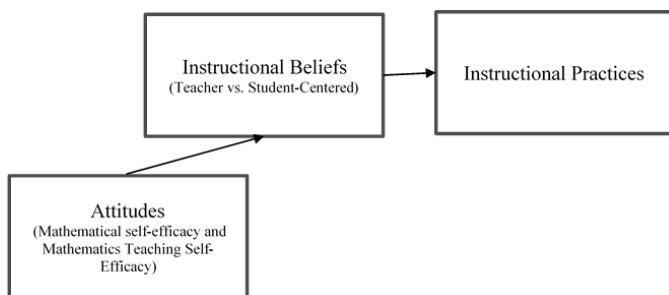 Instructional Beliefs
(Teacher vs. Student-Centered)
Instructional Practices
Attitudes
(Mathematical self-efficacy and
Mathematics Teaching Self-
Efficacy)